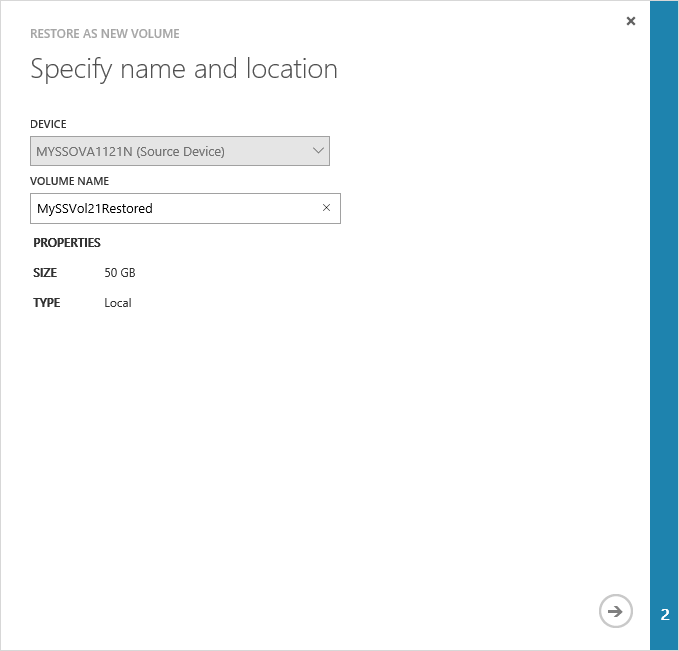 RESTORE AS NEW VOLUME
Specify name and location
DEVICE
MYSSOVA1121N (Source Device)
VOLUME NAME
MySSVol21Restored
PROPERTIES
SIZE 50 GB
TYPE Local
2